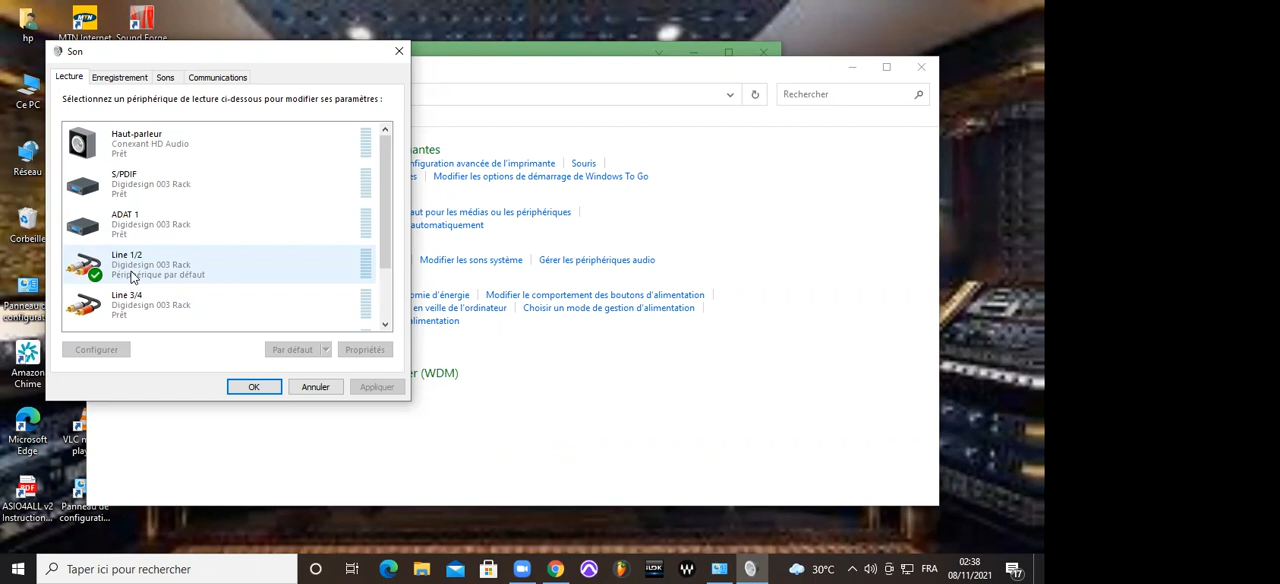 hp
MTN Internet
Sound Forge
Ce PC
Réseau
Corbeille
Panneau d
configurat
Amazon
Chime
Microsoft
Edge
VLC m
play
ASIO4ALL v2
Instruction...
Panneau de
configurati...
Son
Lecture
Enregistrement
Sons
Communications
Sélectionnez un périphérique de lecture ci-dessous pour modifier ses paramètres :
Haut-parleur
Conexant HD Audio
Prêt
S/PDIF
Digidesign 003 Rack
Prêt
ADAT 1
Digidesign 003 Rack
Prêt
Line 1/2
Digidesign 003 Rack
Périphérique par défaut
Line 3/4
Digidesign 003 Rack
Prêt
Configurer
Par défaut
Propriétés
OK
Annuler
Appliquer
Rechercher
mantes
nfiguration avancée de l'imprimante
Souris
es
Modifier les options de démarrage de Windows To Go
aut pour les médias ou les périphériques
automatiquement
Modifier les sons système
Gérer les périphériques audio
omie d'énergie
Modifier le comportement des boutons d'alimentation
en veille de l'ordinateur
Choisir un mode de gestion d'alimentation
limentation
er (WDM)
Taper ici pour rechercher
ILOK
30°C
FRA
02:38
08/11/2021
17